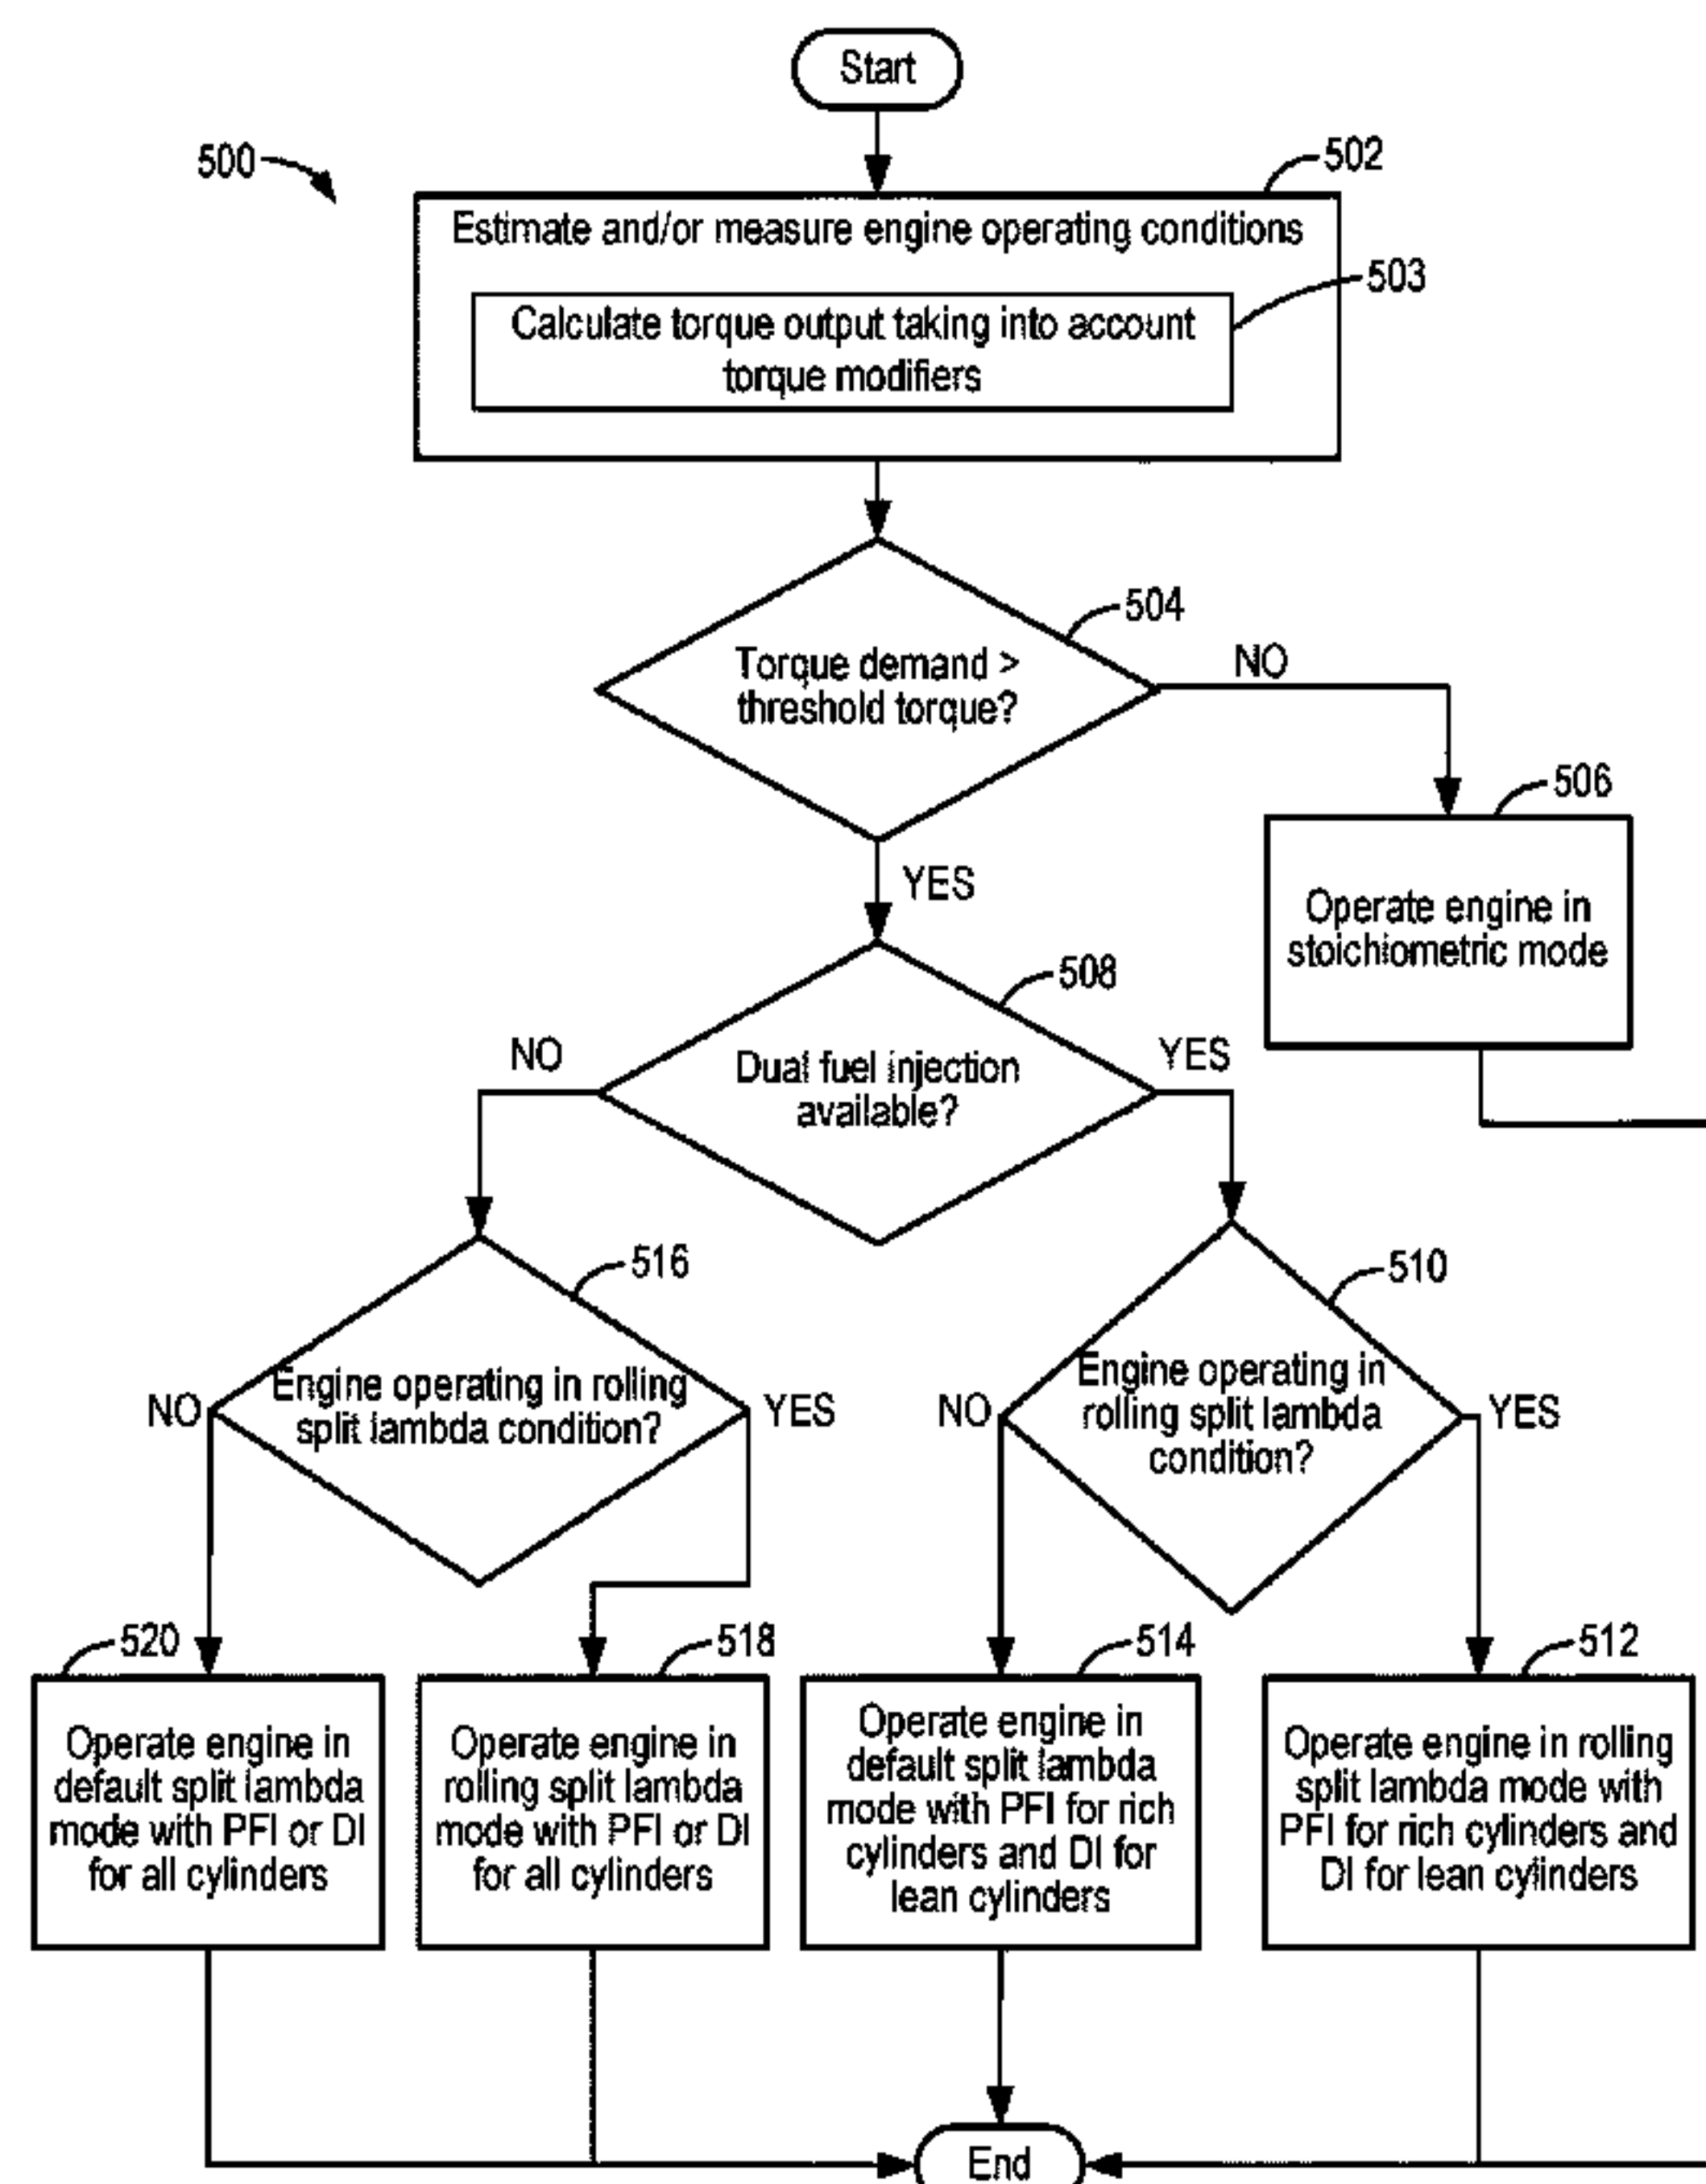 Start
500
502
Estimate and/or measure engine operating conditions
503
Calculate torque output taking into account
torque modifiers
504
Torque demand >
threshold torque?
NO
YES
506
Operate engine in
stoichiometric mode
508
Dual fuel injection
available?
NO
YES
516
Engine operating in rolling
split lambda condition?
NO
YES
510
Engine operating in
rolling split lambda
condition?
NO
YES
520
Operate engine in
default split lambda
mode with PFI or DI
for all cylinders
518
Operate engine in
rolling split lambda
mode with PFI or DI
for all cylinders
514
Operate engine in
default split lambda
mode with PFI for rich
cylinders and DI for
lean cylinders
512
Operate engine in rolling
split lambda mode with
PFI for rich cylinders and
DI for lean cylinders
End